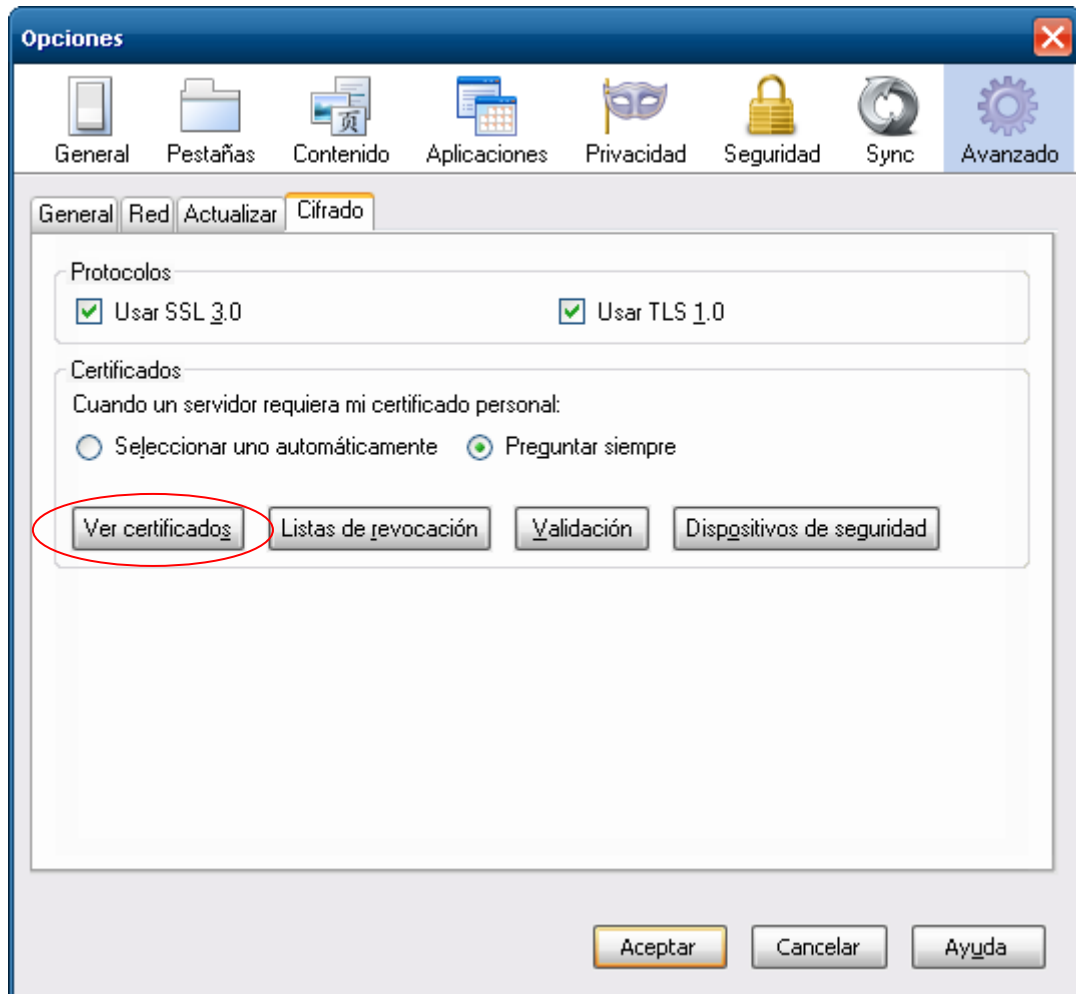 Opciones
General Pestañas Contenido Aplicaciones Privacidad Seguridad Sync Avanzado
General Red Actualizar Cifrado
Protocolos
Usar SSL 3.0 Usar TLS 1.0
Certificados
Cuando un servidor requiera mi certificado personal:
Seleccionar uno automáticamente Preguntar siempre
Ver certificados Listas de revocación Validación Dispositivos de seguridad
Aceptar Cancelar Ayuda